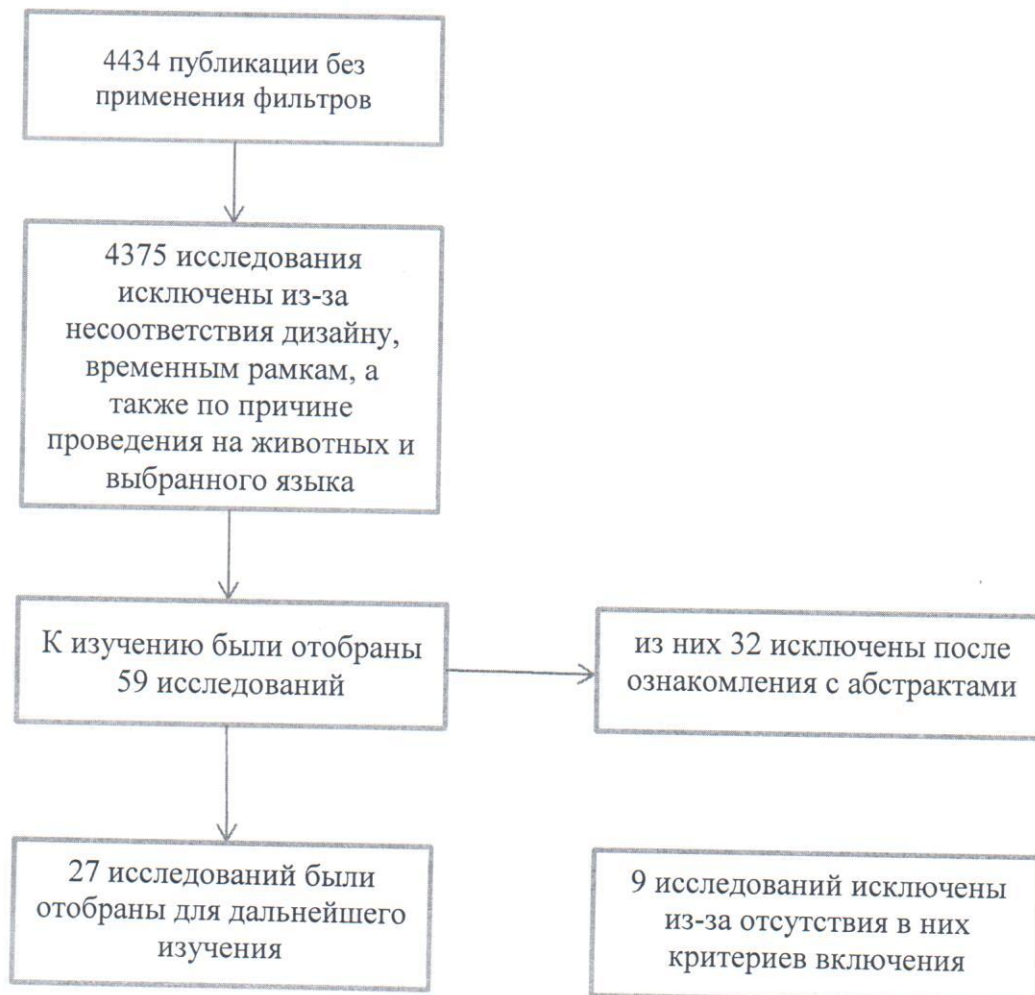 4434 публикации без
применения фильтров
4375 исследования
исключены из-за
несоответствия дизайну,
временным рамкам, а
также по причине
проведения на животных и
выбранного языка
К изучению были отобраны
59 исследований
из них 32 исключены после
ознакомления с абстрактами
27 исследований были
отобраны для дальнейшего
изучения
9 исследований исключены
из-за отсутствия в них
критериев включения